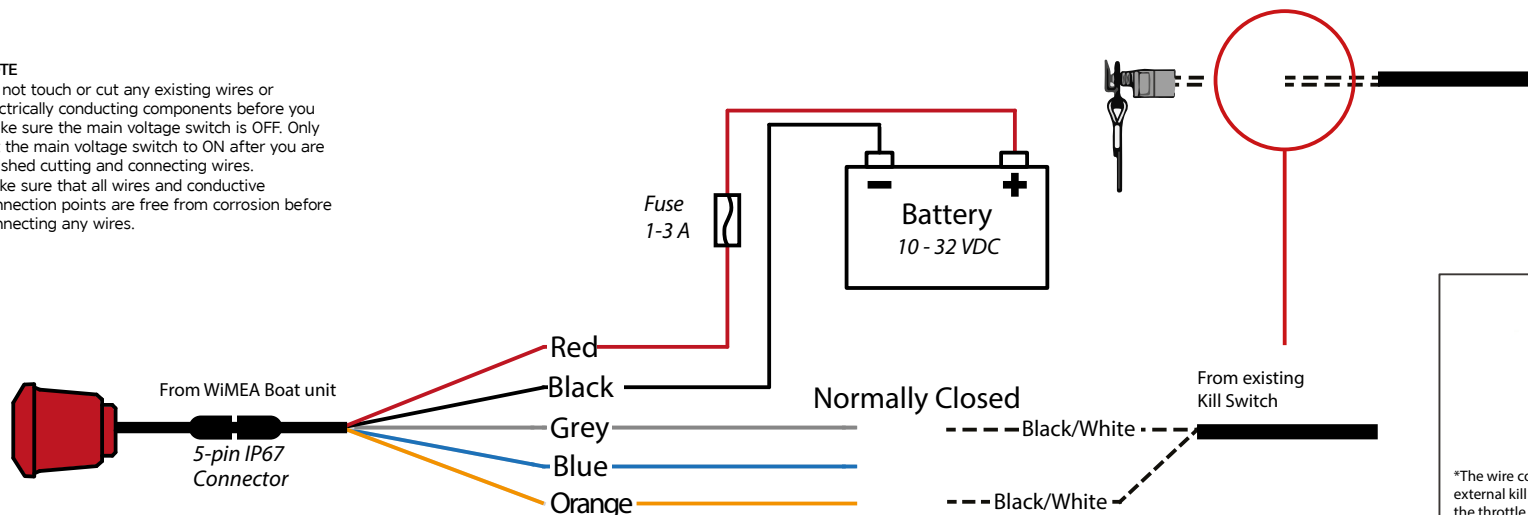 TE
not touch or cut any existing wires or
ectrically conducting components before you
ke sure the main voltage switch is OFF. Only
the main voltage switch to ON after you are
ished cutting and connecting wires.
ke sure that all wires and conductive
nnection points are free from corrosion before
nnecting any wires.
Fuse
1-3 A
Battery
10 - 32 VDC
From WiMEA Boat unit
5-pin IP67
Connector
Red
Black
Grey
Blue
Orange
Normally Closed
Black/White
Black/White
From existing
Kill Switch
*The wire co
external kill
the throttle